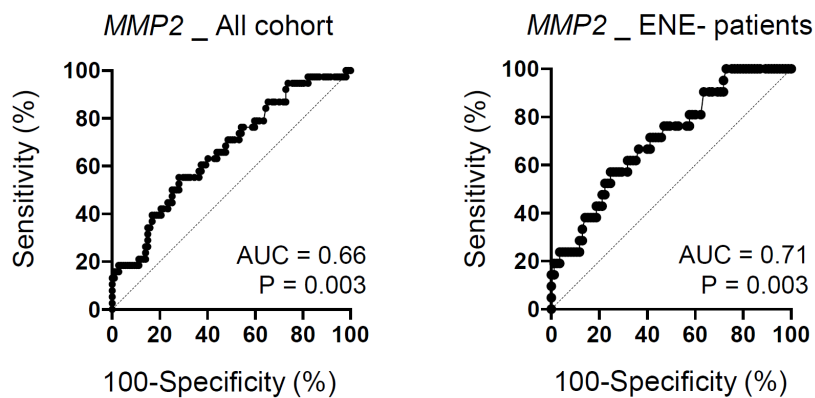 MMP2 _ All cohort
100
80
60
40
20
0
Sensitivity (%)
AUC = 0.66
P = 0.003
0 20 40 60 80 100
100-Specificity (%)
MMP2 _ ENE- patients
100
80
60
40
20
0
Sensitivity (%)
AUC = 0.71
P = 0.003
0 20 40 60 80 100
100-Specificity (%)